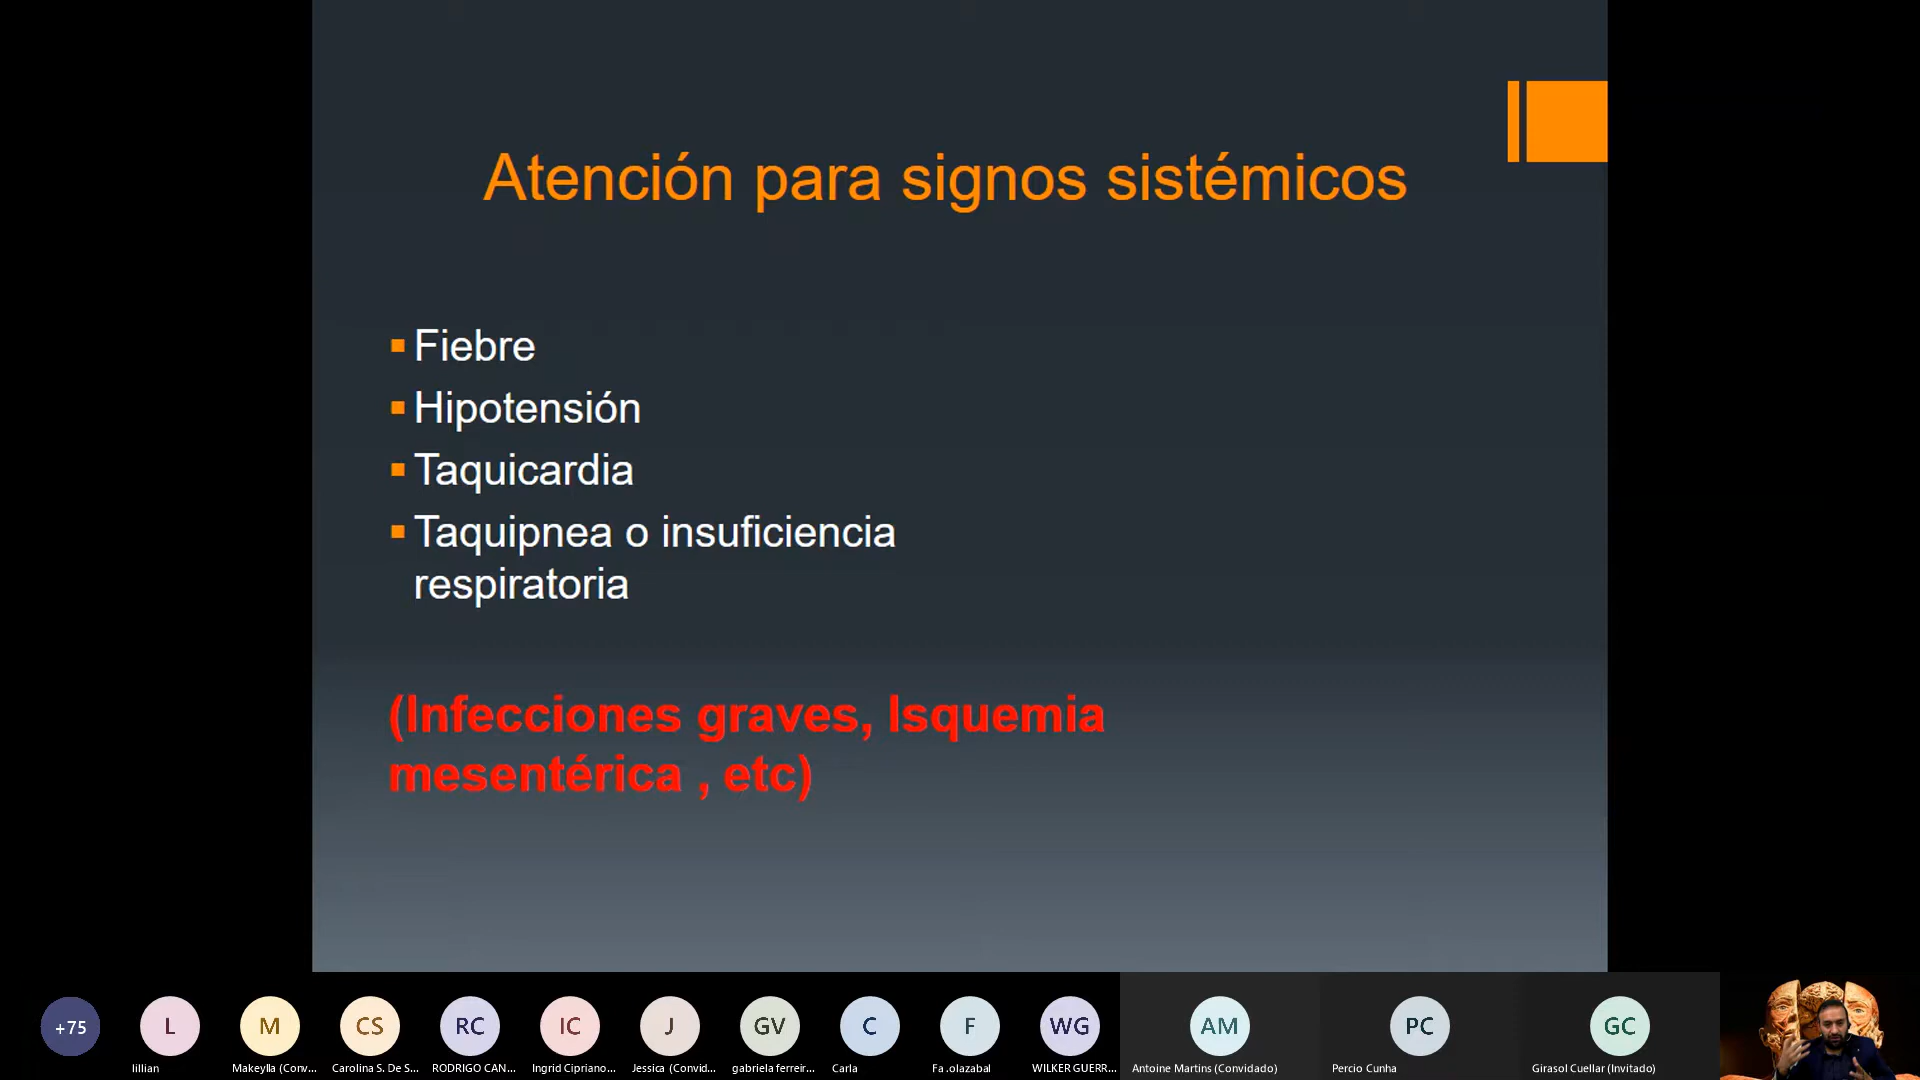 Atención para signos sistémicos
Fiebre
Hipotensión
Taquicardia
Taquipnea o insuficiencia
respiratoria
(Infecciones graves, Isquemia
mesentérica , etc)
+75
L
M
CS
RC
IC
J
GV
C
F
WG
AM
PC
GC
lillian
Makeylla (Conv...
Carolina S. De S...
RODRIGO CAN...
Ingrid Cipriano...
Jessica (Convid...
gabriela ferreir...
Carla
Fa .olazabal
WILKER GUERR...
Antoine Martins (Convidado)
Percio Cunha
Girasol Cuellar (Invitado)